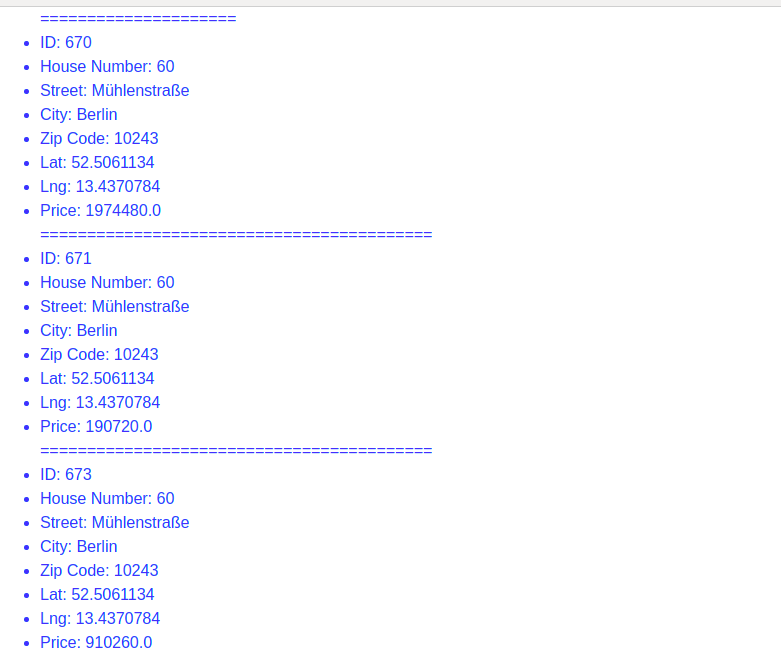 =====================
ID: 670
House Number: 60
Street: Mühlenstraße
City: Berlin
Zip Code: 10243
Lat: 52.5061134
Lng: 13.4370784
Price: 1974480.0
==========================================
ID: 671
House Number: 60
Street: Mühlenstraße
City: Berlin
Zip Code: 10243
Lat: 52.5061134
Lng: 13.4370784
Price: 190720.0
==========================================
ID: 673
House Number: 60
Street: Mühlenstraße
City: Berlin
Zip Code: 10243
Lat: 52.5061134
Lng: 13.4370784
Price: 910260.0